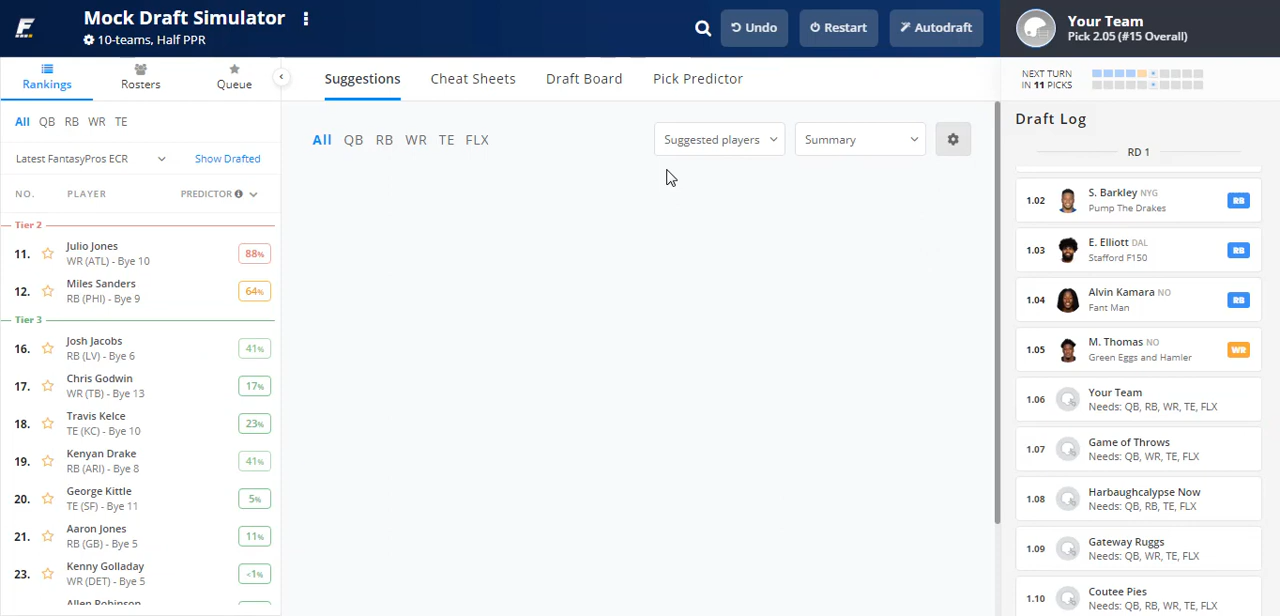 Mock Draft Simulator
10-teams, Half PPR
Undo
Restart
Autodraft
Your Team
Pick 2.05 (#15 Overall)
Rankings
Rosters
Queue
Suggestions
Cheat Sheets
Draft Board
Pick Predictor
NEXT TURN
IN 11 PICKS
All QB RB WR TE
Latest FantasyPros ECR
Show Drafted
NO. PLAYER PREDICTOR
Tier 2
11. Julio Jones
WR (ATL) - Bye 10
88%
12. Miles Sanders
RB (PHI) - Bye 9
64%
Tier 3
16. Josh Jacobs
RB (LV) - Bye 6
41%
17. Chris Godwin
WR (TB) - Bye 13
17%
18. Travis Kelce
TE (KC) - Bye 10
23%
19. Kenyan Drake
RB (ARI) - Bye 8
41%
20. George Kittle
TE (SF) - Bye 11
5%
21. Aaron Jones
RB (GB) - Bye 5
11%
23. Kenny Golladay
WR (DET) - Bye 5
<1%
Allen Robinson
All QB RB WR TE FLX
Suggested players
Summary
Draft Log
RD 1
1.02 S. Barkley NYG
Pump The Drakes
RB
1.03 E. Elliott DAL
Stafford F150
RB
1.04 Alvin Kamara NO
Fant Man
RB
1.05 M. Thomas NO
Green Eggs and Hamler
WR
1.06 Your Team
Needs: QB, RB, WR, TE, FLX
1.07 Game of Throws
Needs: QB, WR, TE, FLX
1.08 Harbaughcalypse Now
Needs: QB, RB, TE, FLX
1.09 Gateway Ruggs
Needs: QB, WR, TE, FLX
1.10 Coutee Pies
Needs: QB, RB, WR, TE, FLX